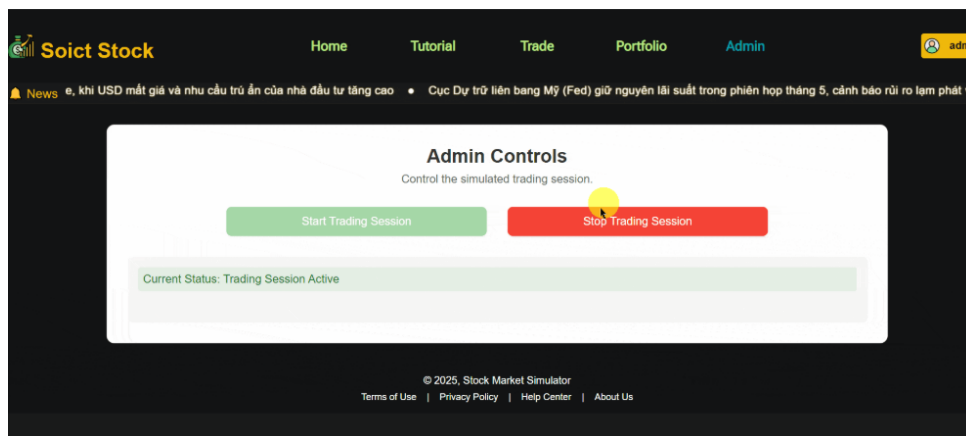 Soict Stock
Home
Tutorial
Trade
Portfolio
Admin
News
e, khi USD mất giá và nhu cầu trú ẩn của nhà đầu tư tăng cao ● Cục Dự trữ liên bang Mỹ (Fed) giữ nguyên lãi suất trong phiên họp tháng 5, cảnh báo rủi ro lạm phát
Admin Controls
Control the simulated trading session.
Start Trading Session
Stop Trading Session
Current Status: Trading Session Active
© 2025, Stock Market Simulator
Terms of Use | Privacy Policy | Help Center | About Us